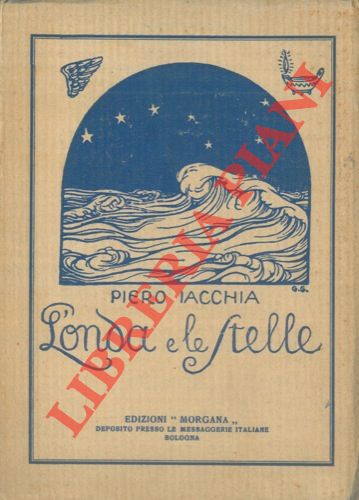 G.G.
PIERO IACCHIA
L'onda e le stelle
EDIZIONI " MORGANA „
DEPOSITO PRESSO LE MESSAGGERIE ITALIANE
BOLOGNA
LIBRERIA PIANI